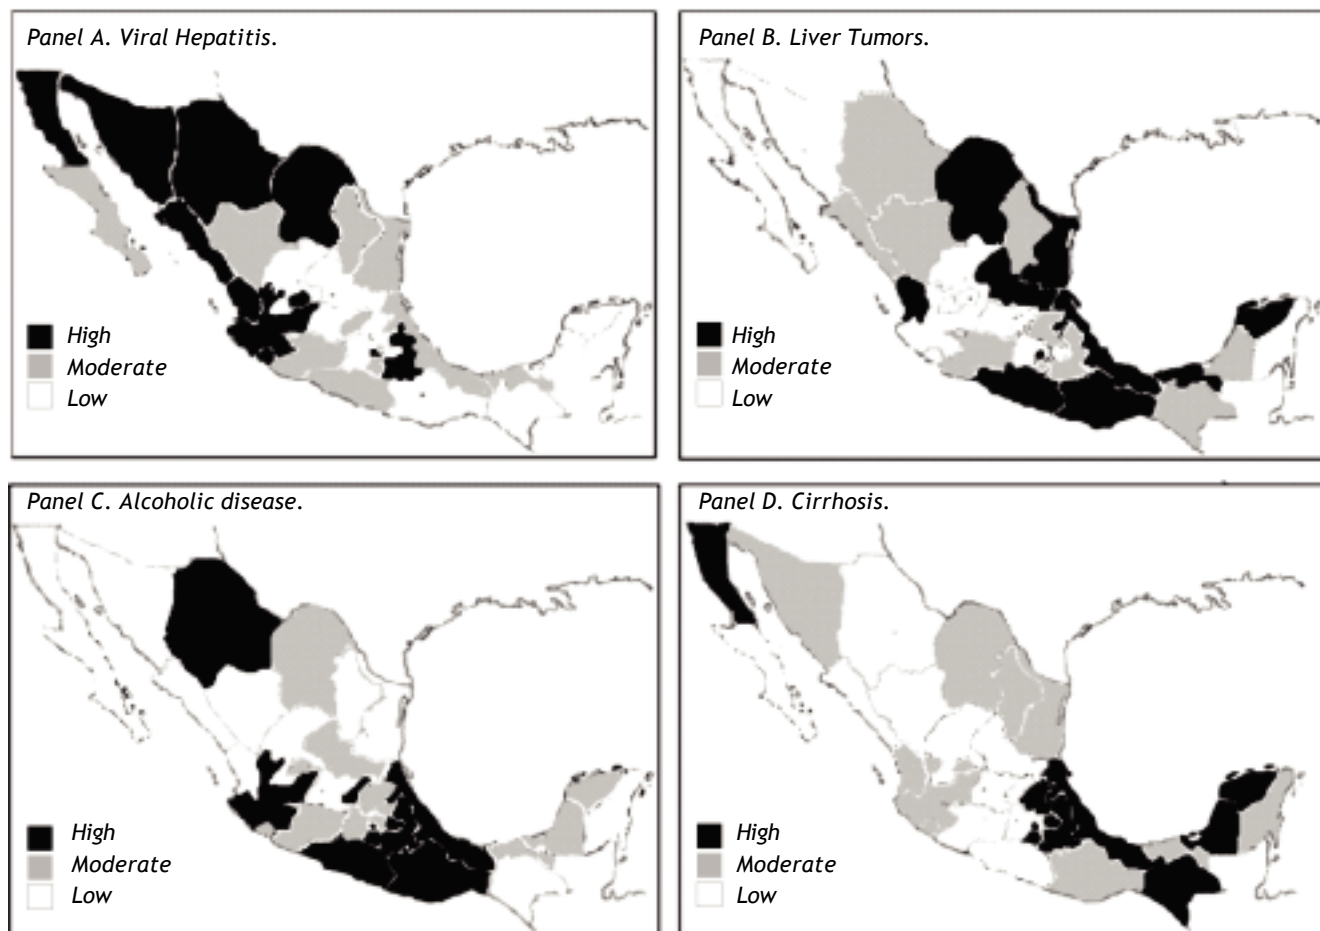 Panel A. Viral Hepatitis.
High
Moderate
Low
Panel B. Liver Tumors.
High
Moderate
Low
Panel C. Alcoholic disease.
High
Moderate
Low
Panel D. Cirrhosis.
High
Moderate
Low